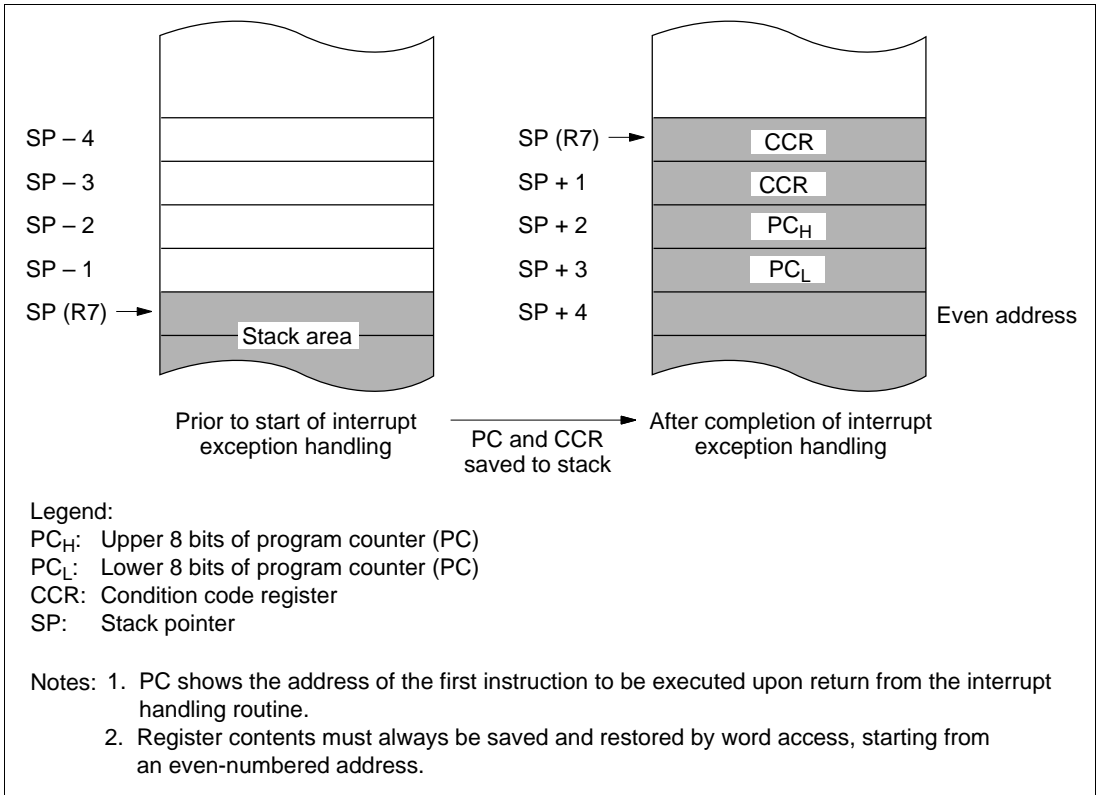 SP – 4
SP – 3
SP – 2
SP – 1
SP (R7)
Stack area
SP (R7)
SP + 1
SP + 2
SP + 3
SP + 4
CCR
CCR
PCH
PCL
Even address
Prior to start of interrupt
exception handling
PC and CCR
saved to stack
After completion of interrupt
exception handling
Legend:
PCH: Upper 8 bits of program counter (PC)
PCL: Lower 8 bits of program counter (PC)
CCR: Condition code register
SP: Stack pointer
Notes: 1. PC shows the address of the first instruction to be executed upon return from the interrupt
handling routine.
2. Register contents must always be saved and restored by word access, starting from
an even-numbered address.